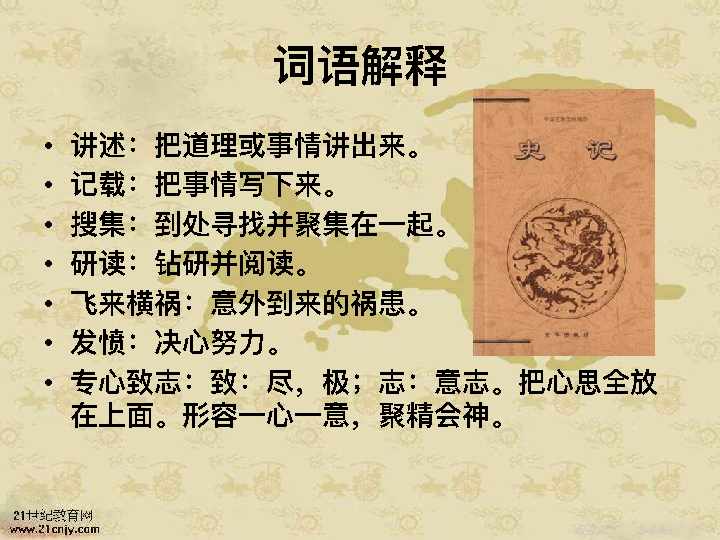 词语解释
• 讲述：把道理或事情讲出来。
• 记载：把事情写下来。
• 搜集：到处寻找并聚集在一起。
• 研读：钻研并阅读。
• 飞来横祸：意外到来的祸患。
• 发愤：决心努力。
• 专心致志：致：尽，极；志：意志。把心思全放
在上面。形容一心一意，聚精会神。
史 记
21世纪教育网
www.21cnjy.com